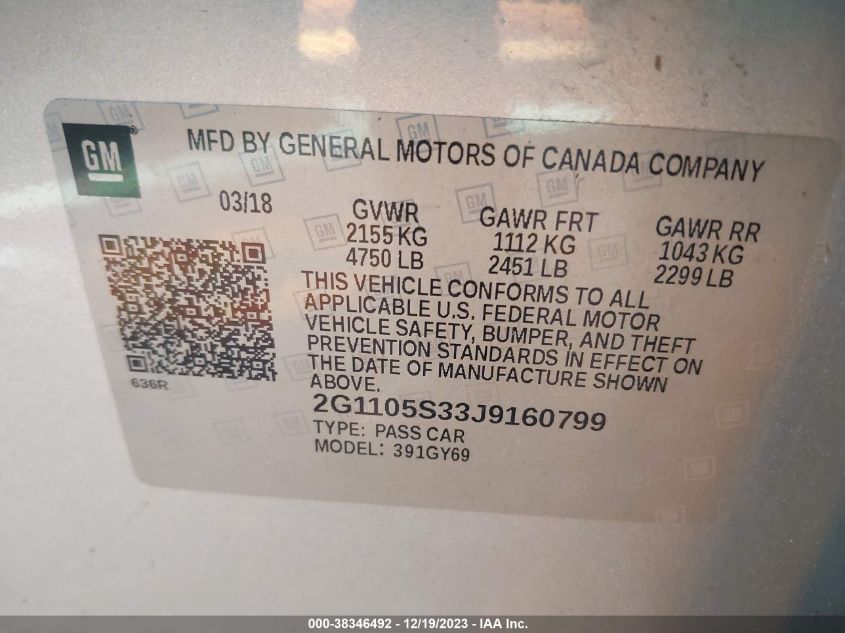 GM®
MFD BY GENERAL MOTORS OF CANADA COMPANY
03/18
GVWR
2155 KG
4750 LB
GAWR FRT
1112 KG
2451 LB
GAWR RR
1043 KG
2299 LB
THIS VEHICLE CONFORMS TO ALL
APPLICABLE U.S. FEDERAL MOTOR
VEHICLE SAFETY, BUMPER, AND THEFT
PREVENTION STANDARDS IN EFFECT ON
THE DATE OF MANUFACTURE SHOWN
ABOVE.
636R
2G1105S33J9160799
TYPE: PASS CAR
MODEL: 391GY69
000-38346492 - 12/19/2023 - IAA Inc.